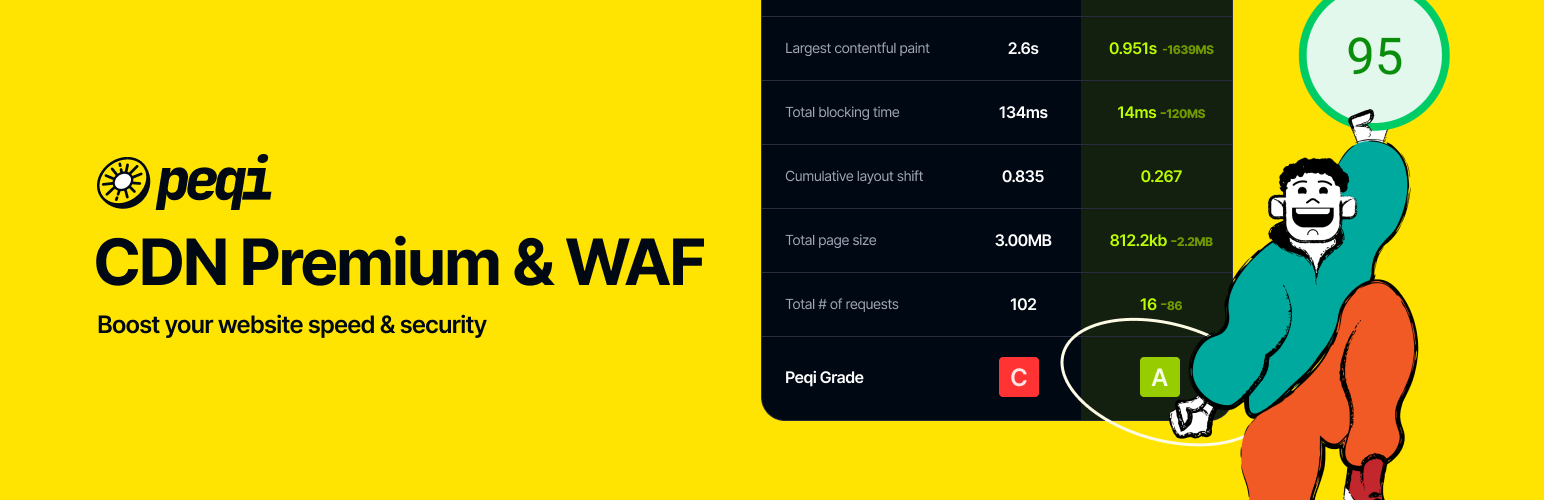 peqi
CDN Premium & WAF
Boost your website speed & security
Largest contentful paint 2.6s 0.951s -1639MS
Total blocking time 134ms 14ms -120MS
Cumulative layout shift 0.835 0.267
Total page size 3.00MB 812.2kb -2.2MB
Total # of requests 102 16 -86
Peqi Grade C A
95